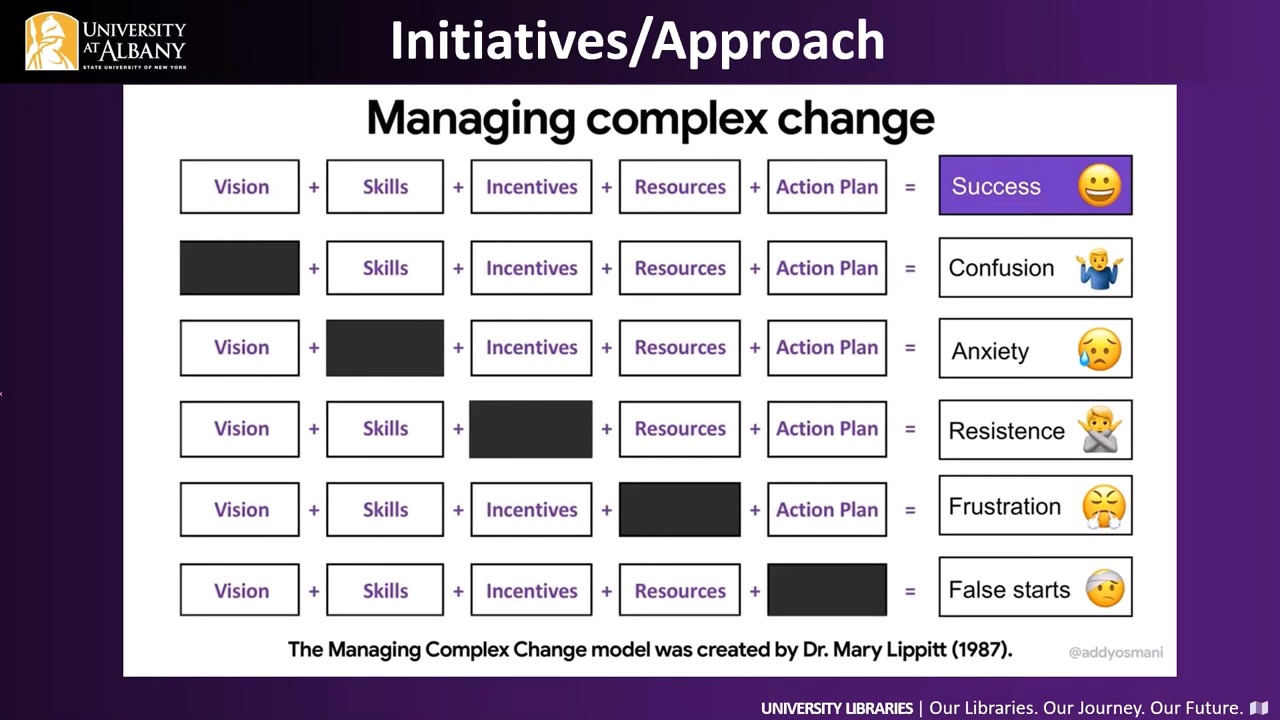 UNIVERSITY
AT ALBANY
STATE UNIVERSITY OF NEW YORK
Initiatives/Approach
Managing complex change
Vision + Skills + Incentives + Resources + Action Plan = Success
+ Skills + Incentives + Resources + Action Plan = Confusion
Vision + + Incentives + Resources + Action Plan = Anxiety
Vision + Skills + + Resources + Action Plan = Resistence
Vision + Skills + Incentives + + Action Plan = Frustration
Vision + Skills + Incentives + Resources + = False starts
The Managing Complex Change model was created by Dr. Mary Lippitt (1987).
@addyosmani
UNIVERSITY LIBRARIES | Our Libraries. Our Journey. Our Future.